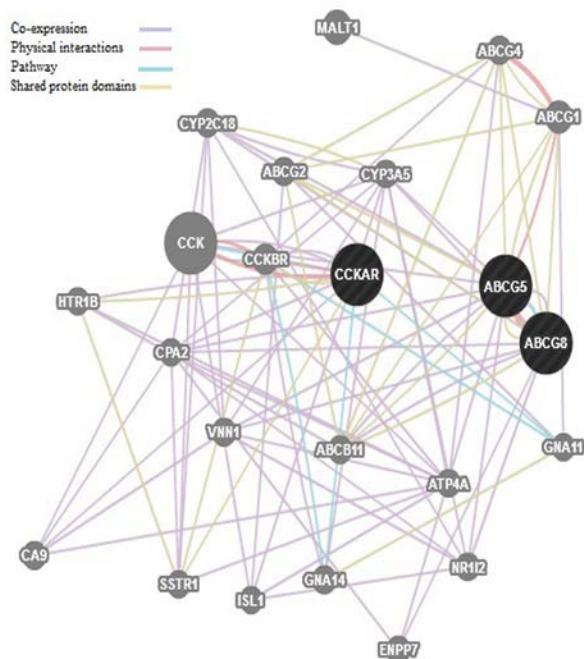 Co-expression
Physical interactions
Pathway
Shared protein domains
MALT1
ABCG4
ABCG1
CYP2C18
ABCG2
CYP3A5
CCK
CCKBR
CCKAR
ABCG5
HTR1B
ABCG8
CPA2
VNN1
ABCB11
GNA11
ATP4A
CA9
SSTR1
ISL1
GNA14
NR1I2
ENPP7